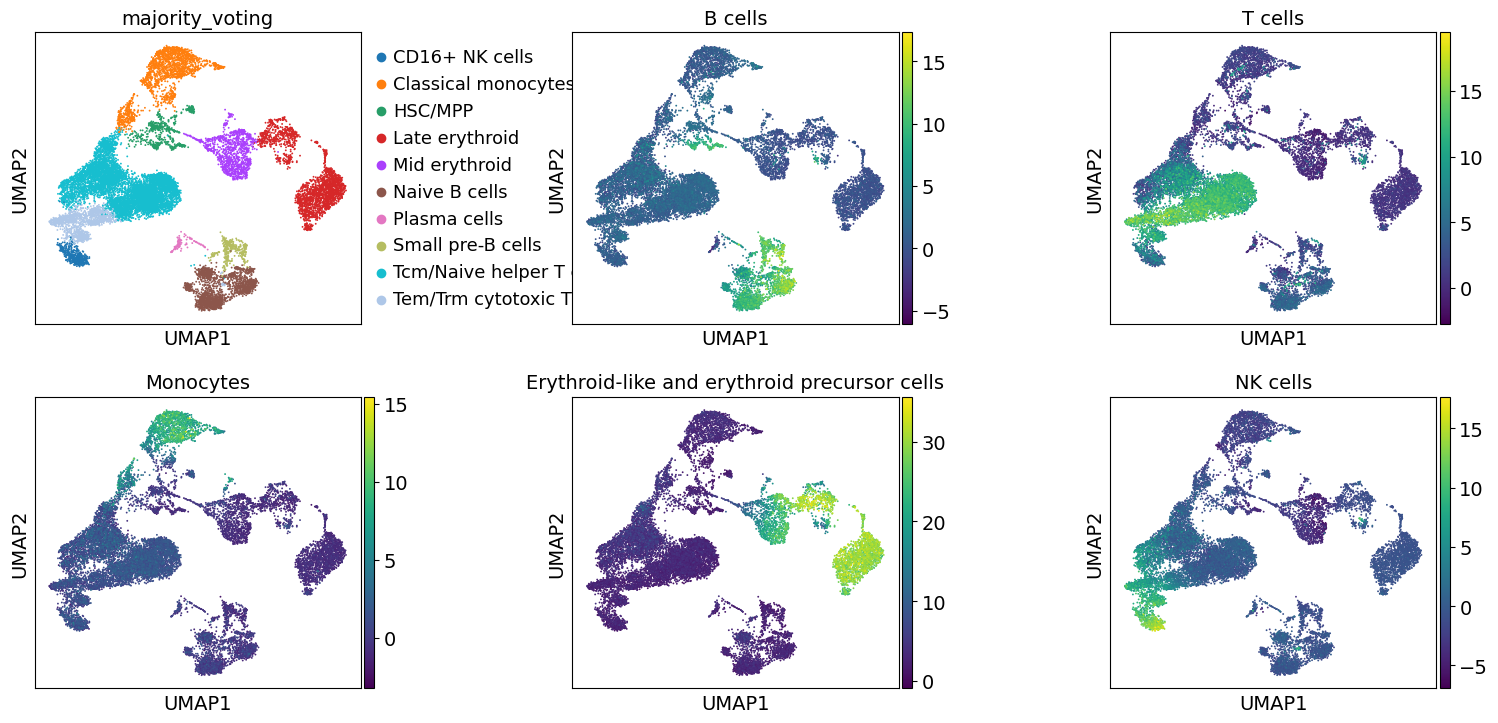 majority_voting
UMAP2
UMAP1
CD16+ NK cells
Classical monocytes
HSC/MPP
Late erythroid
Mid erythroid
Naive B cells
Plasma cells
Small pre-B cells
Tcm/Naive helper T
Tem/Trm cytotoxic T
B cells
UMAP2
UMAP1
15
10
5
0
−5
T cells
UMAP2
UMAP1
15
10
5
0
Monocytes
UMAP2
UMAP1
15
10
5
0
Erythroid-like and erythroid precursor cells
UMAP2
UMAP1
30
20
10
0
NK cells
UMAP2
UMAP1
15
10
5
0
−5